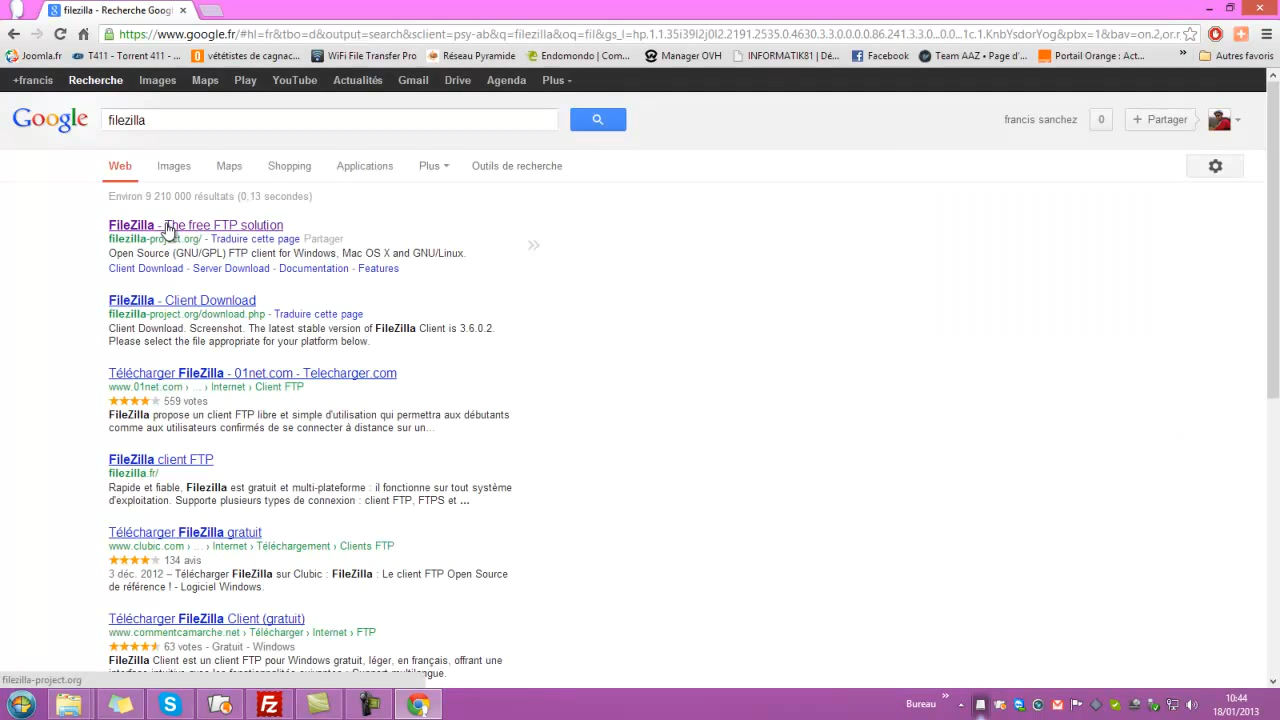 filezilla - Recherche Goog
https://www.google.fr/#hl=fr&tbo=d&output=search&sclient=psy-ab&q=filezilla&oq=fil&gs_l=hp.1.1.35i39l2j0l2.2191.2535.0.4630.3.3.0.0.0.0.86.241.3.3.0...0.0...1c.1.KnbYsdorYog&pbx=1&bav=on.2,or.r
Joomla.fr T411 - Torrent 411 - ... vététistes de cagnac... WiFi File Transfer Pro Réseau Pyramide Endomondo | Com... Manager OVH INFORMATIK81 | Dé... Facebook Team AAZ • Page d'... Portail Orange : Act... » Autres favoris
+francis Recherche Images Maps Play YouTube Actualités Gmail Drive Agenda Plus
Google filezilla francis sanchez 0 + Partager
Web Images Maps Shopping Applications Plus Outils de recherche
Environ 9 210 000 résultats (0,13 secondes)
FileZilla - The free FTP solution
filezilla-project.org/ - Traduire cette page Partager
Open Source (GNU/GPL) FTP client for Windows, Mac OS X and GNU/Linux.
Client Download - Server Download - Documentation - Features
FileZilla - Client Download
filezilla-project.org/download.php - Traduire cette page
Client Download. Screenshot. The latest stable version of FileZilla Client is 3.6.0.2.
Please select the file appropriate for your platform below.
Télécharger FileZilla - 01net.com - Telecharger.com
www.01net.com › ... › Internet › Client FTP
559 votes
FileZilla propose un client FTP libre et simple d'utilisation qui permettra aux débutants
comme aux utilisateurs confirmés de se connecter à distance sur un...
FileZilla client FTP
filezilla.fr/
Rapide et fiable, Filezilla est gratuit et multi-plateforme : il fonctionne sur tout système
d'exploitation. Supporte plusieurs types de connexion : client FTP, FTPS et ...
Télécharger FileZilla gratuit
www.clubic.com › ... › Internet › Téléchargement › Clients FTP
134 avis
3 déc. 2012 – Télécharger FileZilla sur Clubic : FileZilla : Le client FTP Open Source
de référence ! - Logiciel Windows.
Télécharger FileZilla Client (gratuit)
www.commentcamarche.net › Télécharger › Internet › FTP
63 votes - Gratuit - Windows
FileZilla Client est un client FTP pour Windows gratuit, léger, en français, offrant une
filezilla-project.org
Bureau » 10:44
18/01/2013